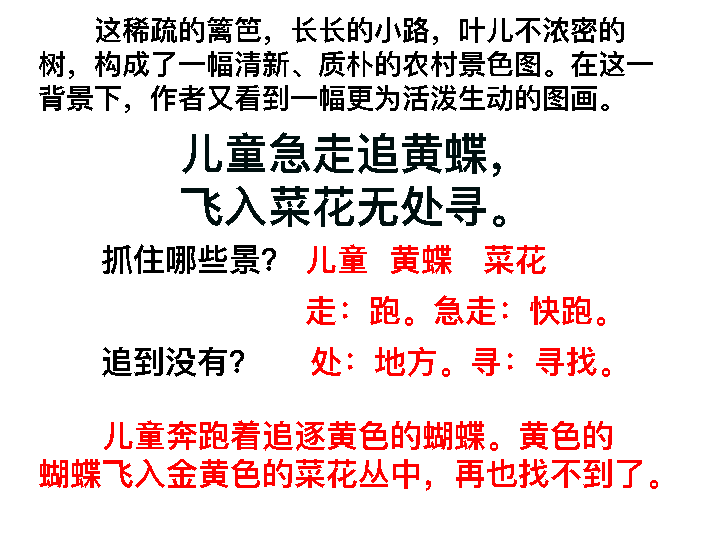 这稀疏的篱笆，长长的小路，叶儿不浓密的
树，构成了一幅清新、质朴的农村景色图。在这一
背景下，作者又看到一幅更为活泼生动的图画。
儿童急走追黄蝶，
飞入菜花无处寻。
抓住哪些景？ 儿童 黄蝶 菜花
走：跑。急走：快跑。
追到没有？ 处：地方。寻：寻找。
儿童奔跑着追逐黄色的蝴蝶。黄色的
蝴蝶飞入金黄色的菜花丛中，再也找不到了。